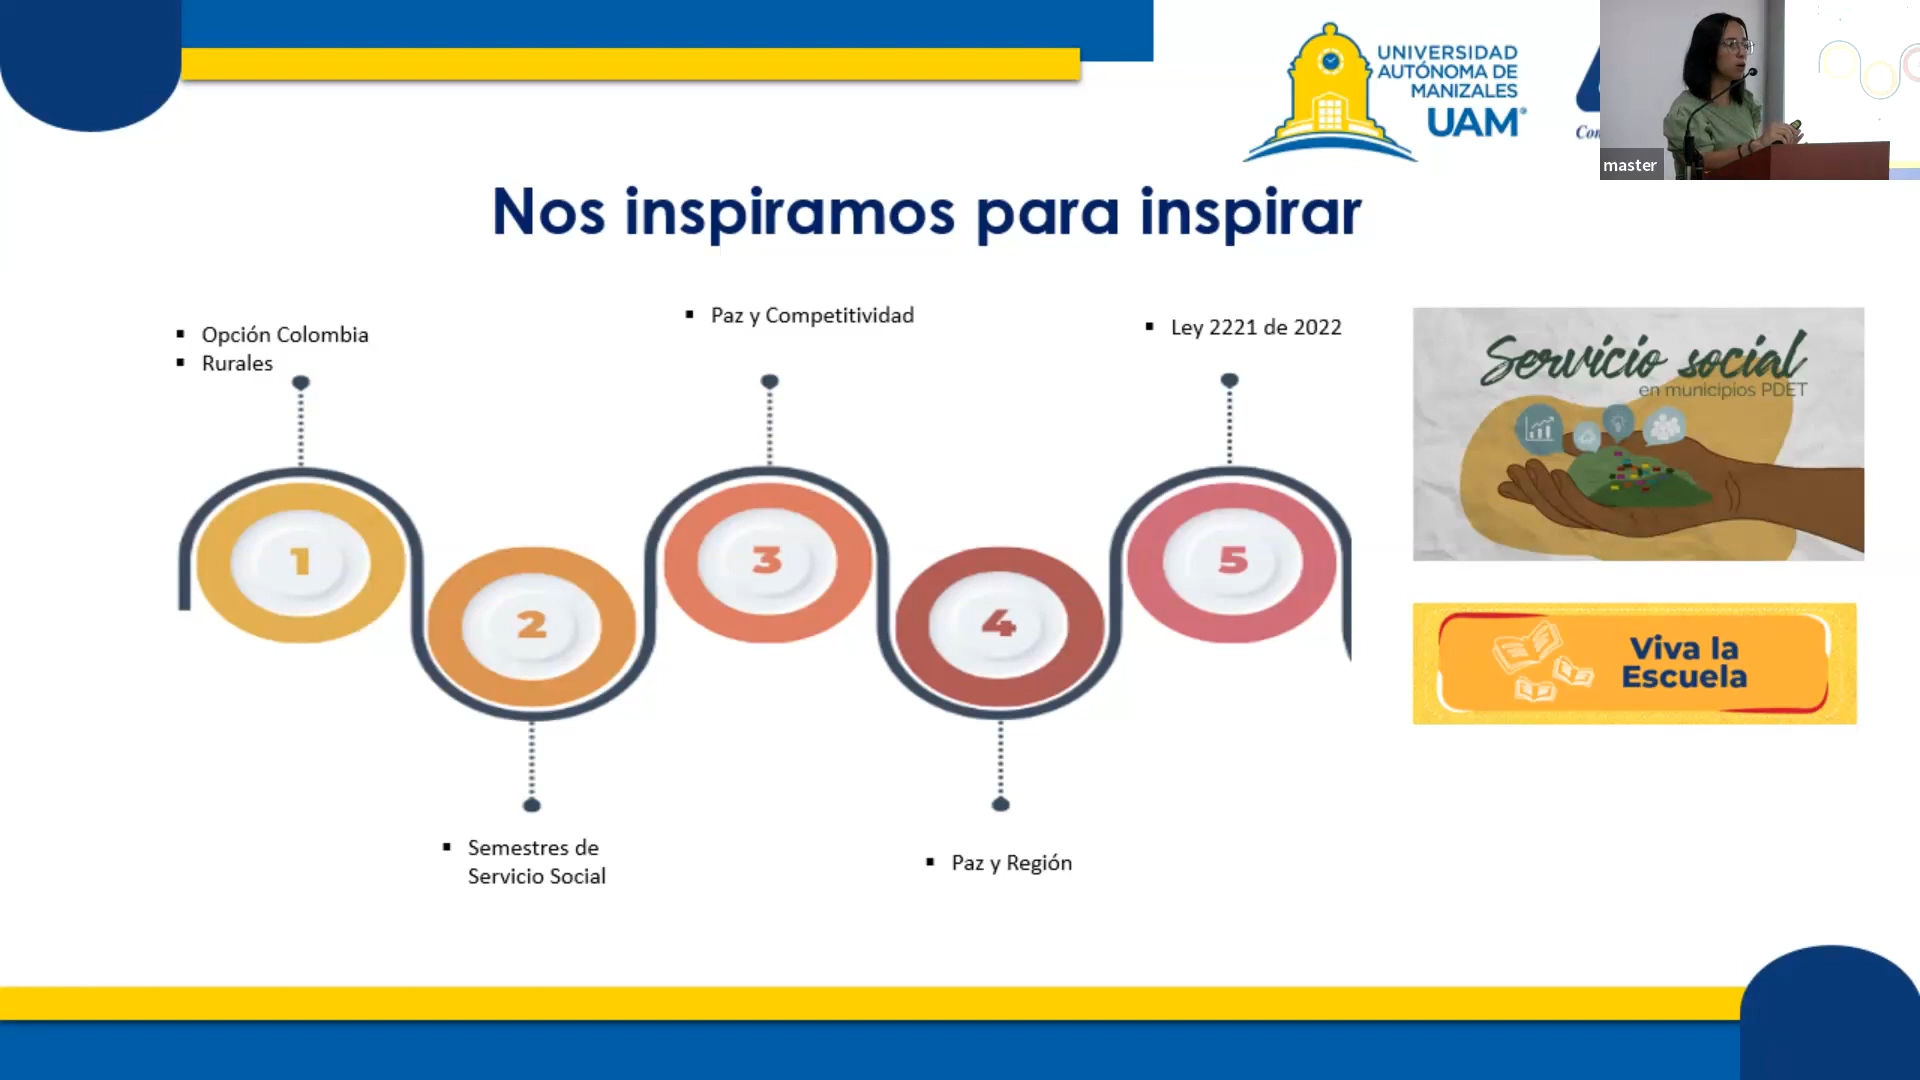 UNIVERSIDAD
AUTÓNOMA DE
MANIZALES
UAM®
master
Nos inspiramos para inspirar
▪ Opción Colombia
▪ Rurales
▪ Paz y Competitividad
▪ Ley 2221 de 2022
Servicio social
en municipios PDET
1
2
3
4
5
Viva la
Escuela
▪ Semestres de
Servicio Social
▪ Paz y Región